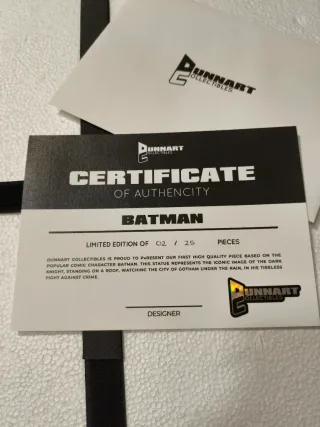 DUNNART
COLLECTIBLES
DUNNART
COLLECTIBLES
CERTIFICATE
OF AUTHENCITY
BATMAN
LIMITED EDITION OF 02 / 25 PIECES
DUNNART COLLECTIBLES IS PROUD TO PRESENT OUR FIRST HIGH QUALITY PIECE BASED ON THE
POPULAR COMIC CHARACTER BATMAN. THIS STATUE REPRESENTS THE ICONIC IMAGE OF THE DARK
KNIGHT, STANDING ON A ROOF, WATCHING THE CITY OF GOTHAM UNDER THE RAIN, IN HIS TIRELESS
FIGHT AGAINST CRIME.
DUNNART
COLLECTIBLES
DESIGNER